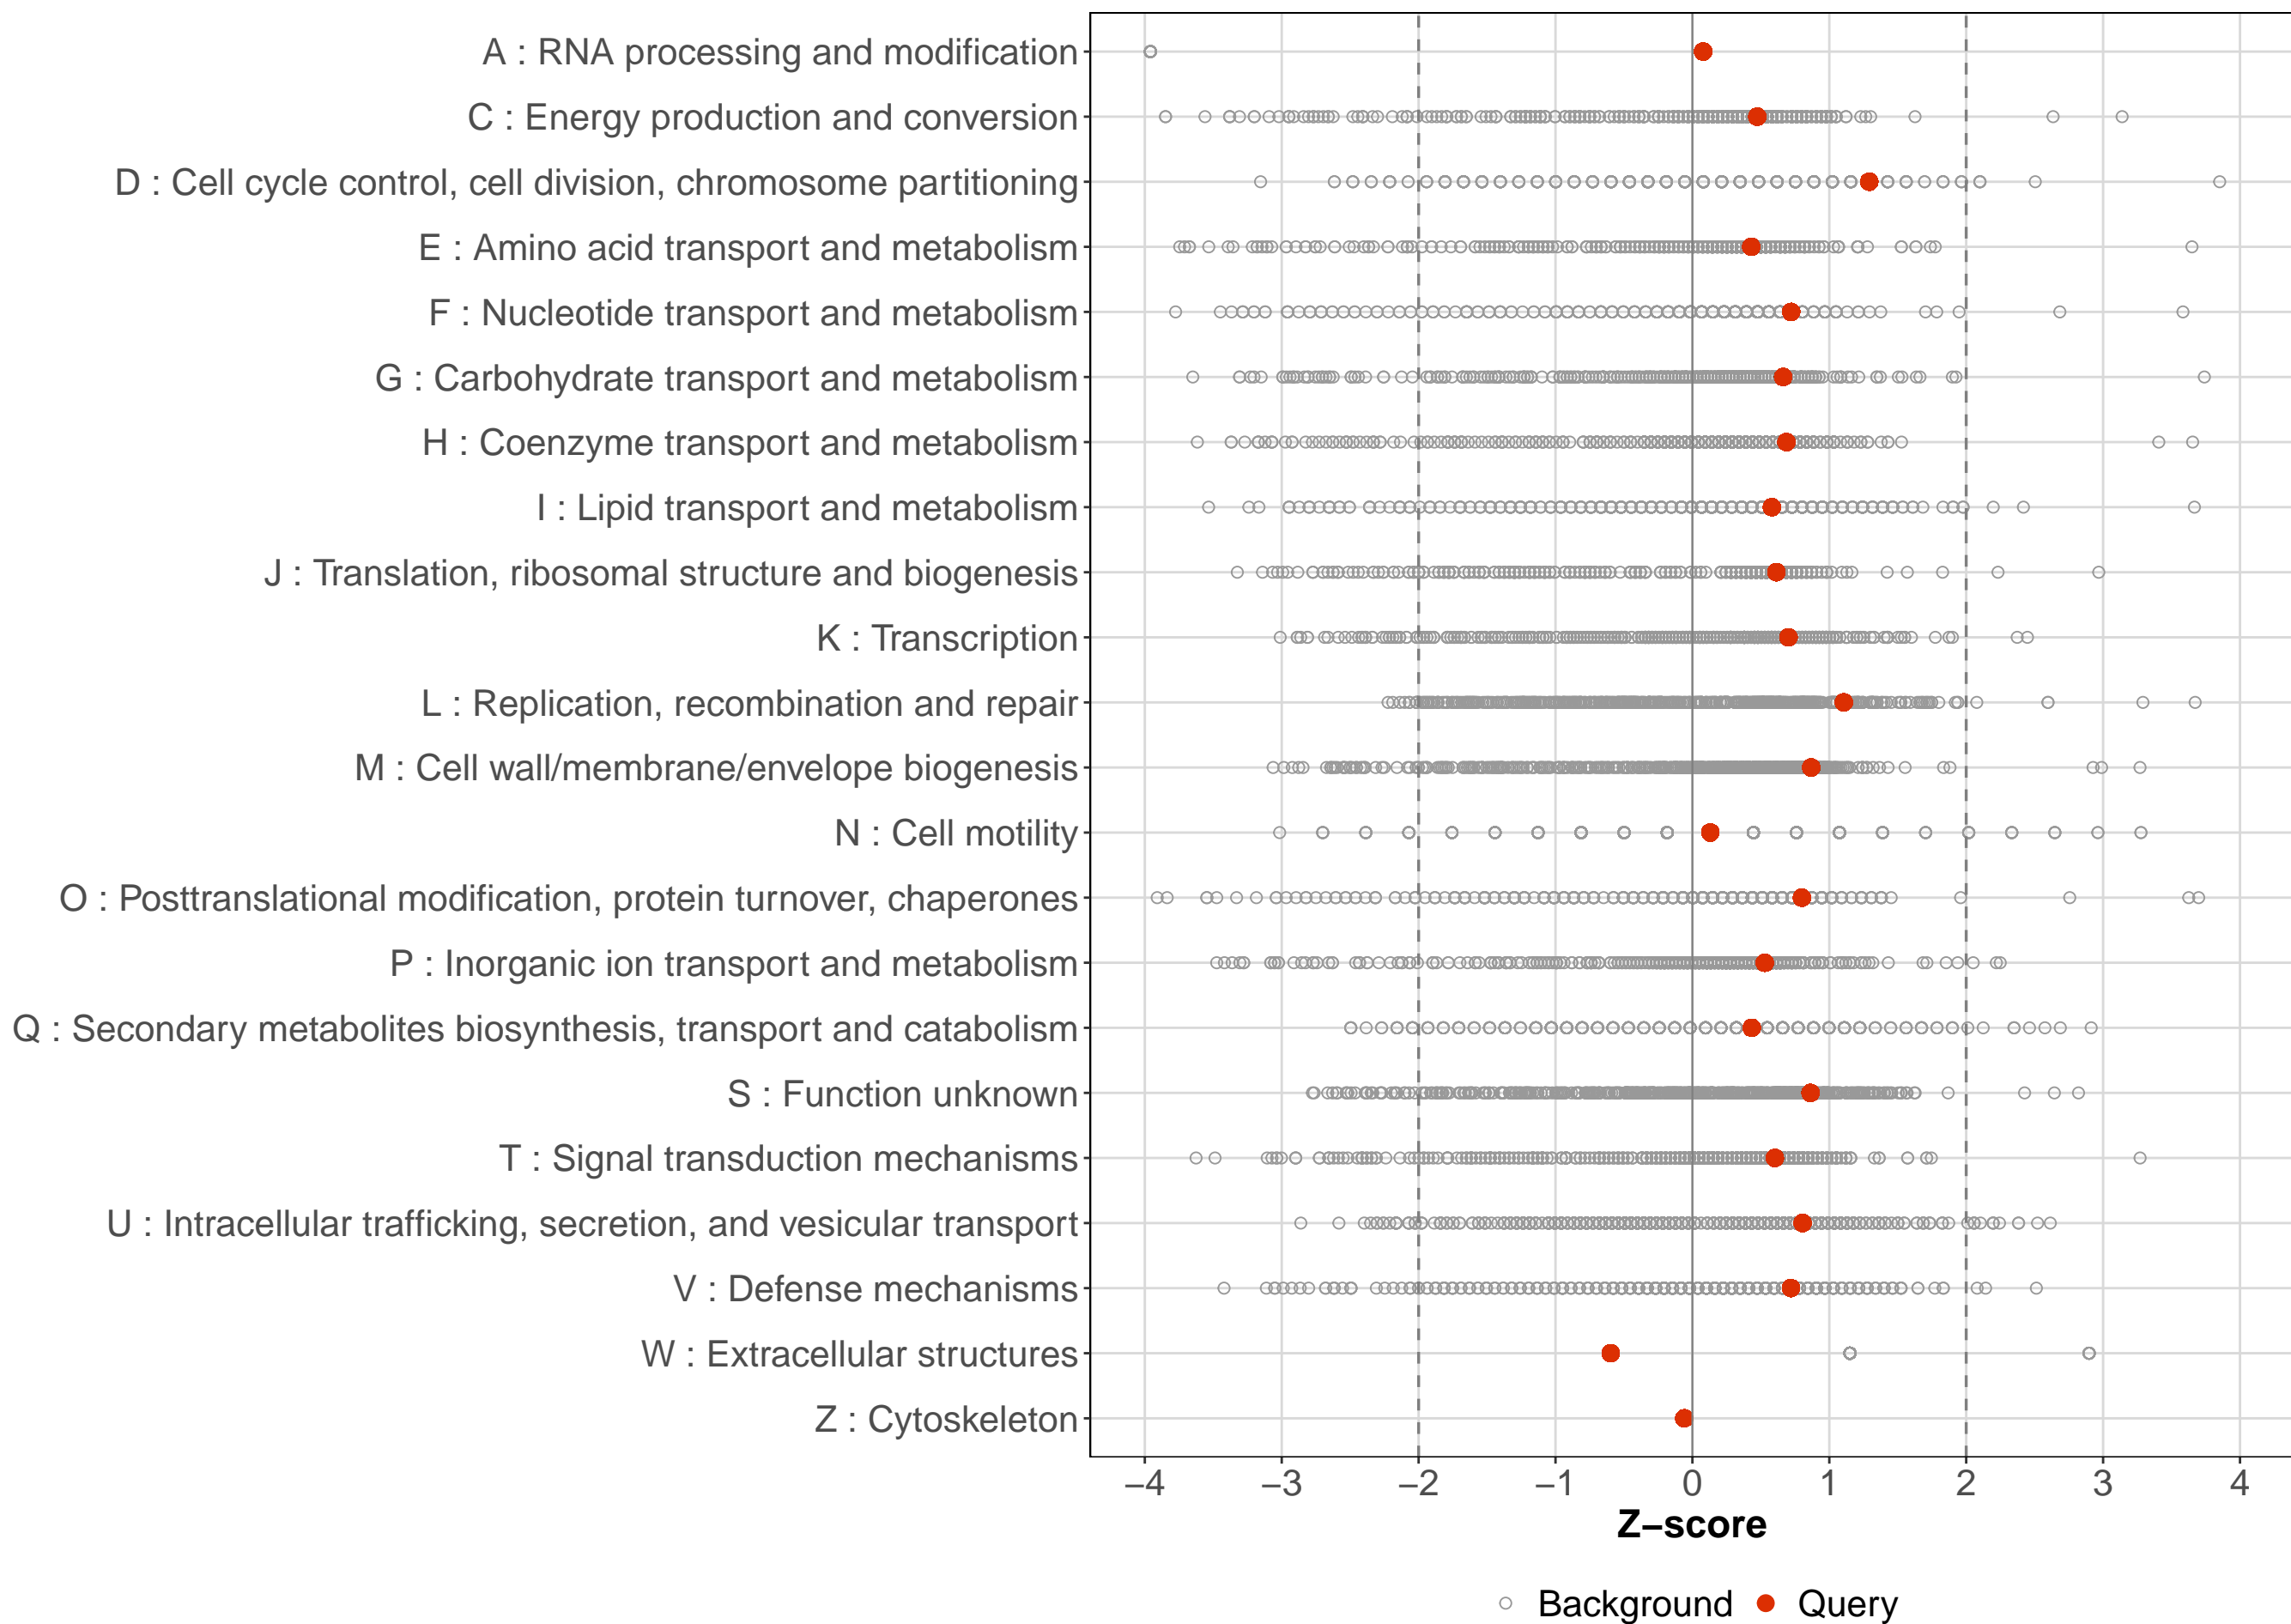 A : RNA processing and modification
C : Energy production and conversion
D : Cell cycle control, cell division, chromosome partitioning
E : Amino acid transport and metabolism
F : Nucleotide transport and metabolism
G : Carbohydrate transport and metabolism
H : Coenzyme transport and metabolism
I : Lipid transport and metabolism
J : Translation, ribosomal structure and biogenesis
K : Transcription
L : Replication, recombination and repair
M : Cell wall/membrane/envelope biogenesis
N : Cell motility
O : Posttranslational modification, protein turnover, chaperones
P : Inorganic ion transport and metabolism
Q : Secondary metabolites biosynthesis, transport and catabolism
S : Function unknown
T : Signal transduction mechanisms
U : Intracellular trafficking, secretion, and vesicular transport
V : Defense mechanisms
W : Extracellular structures
Z : Cytoskeleton
−4 −3 −2 −1 0 1 2 3 4
Z−score
Background Query